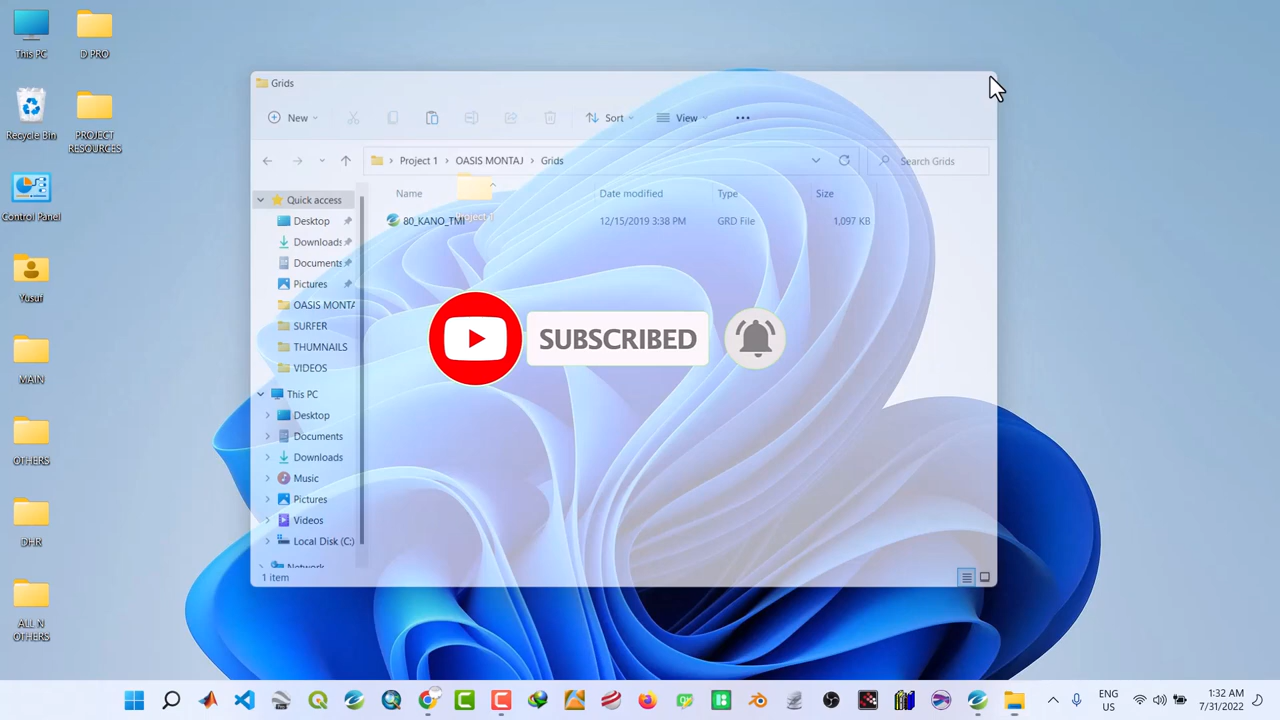 This PC
D PRO
Recycle Bin
PROJECT
RESOURCES
Control Panel
Yusuf
MAIN
OTHERS
DHR
ALL N
OTHERS
Grids
New
Sort
View
Project 1
OASIS MONTAJ
Grids
Search Grids
Name
Date modified
Type
Size
80_KANO_TMI
12/15/2019 3:38 PM
GRD File
1,097 KB
Quick access
Desktop
Downloads
Documents
Pictures
OASIS MONTA
SURFER
THUMNAILS
VIDEOS
This PC
Desktop
Documents
Downloads
Music
Pictures
Videos
Local Disk (C:)
Network
1 item
SUBSCRIBED
ENG
US
1:32 AM
7/31/2022